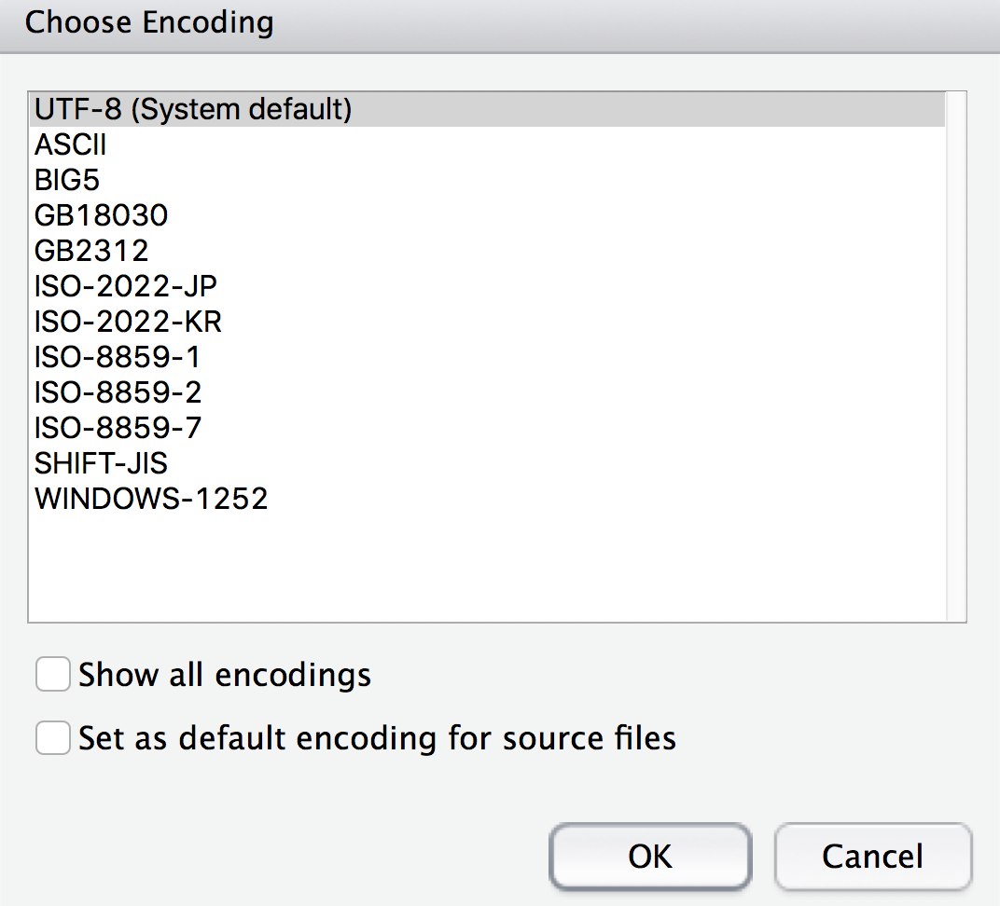 Choose Encoding
UTF-8 (System default)
ASCII
BIG5
GB18030
GB2312
ISO-2022-JP
ISO-2022-KR
ISO-8859-1
ISO-8859-2
ISO-8859-7
SHIFT-JIS
WINDOWS-1252
Show all encodings
Set as default encoding for source files
OK Cancel